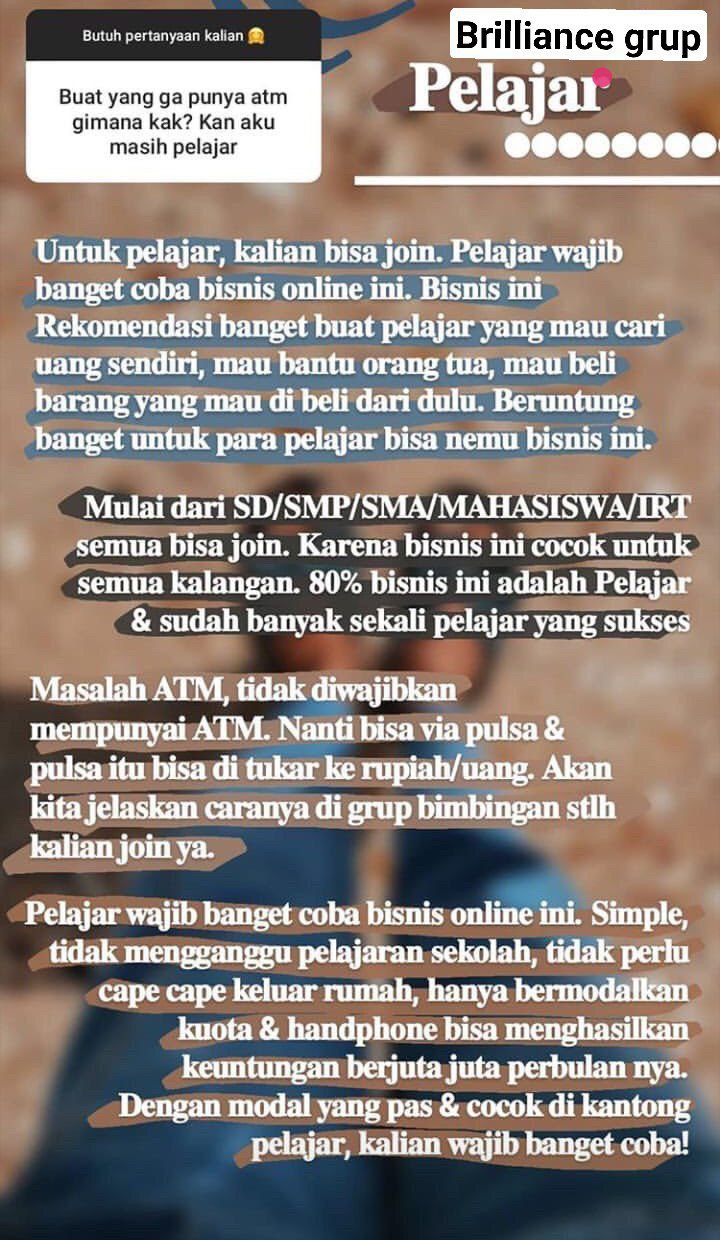 Butuh pertanyaan kalian 🤗
Brilliance grup
Buat yang ga punya atm
gimana kak? Kan aku
masih pelajar
Pelajar
Untuk pelajar, kalian bisa join. Pelajar wajib
banget coba bisnis online ini. Bisnis ini
Rekomendasi banget buat pelajar yang mau cari
uang sendiri, mau bantu orang tua, mau beli
barang yang mau di beli dari dulu. Beruntung
banget untuk para pelajar bisa nemu bisnis ini.
Mulai dari SD/SMP/SMA/MAHASISWA/IRT
semua bisa join. Karena bisnis ini cocok untuk
semua kalangan. 80% bisnis ini adalah Pelajar
& sudah banyak sekali pelajar yang sukses
Masalah ATM, tidak diwajibkan
mempunyai ATM. Nanti bisa via pulsa &
pulsa itu bisa di tukar ke rupiah/uang. Akan
kita jelaskan caranya di grup bimbingan stlh
kalian join ya.
Pelajar wajib banget coba bisnis online ini. Simple,
tidak mengganggu pelajaran sekolah, tidak perlu
cape cape keluar rumah, hanya bermodalkan
kuota & handphone bisa menghasilkan
keuntungan berjuta juta perbulan nya.
Dengan modal yang pas & cocok di kantong
pelajar, kalian wajib banget coba!